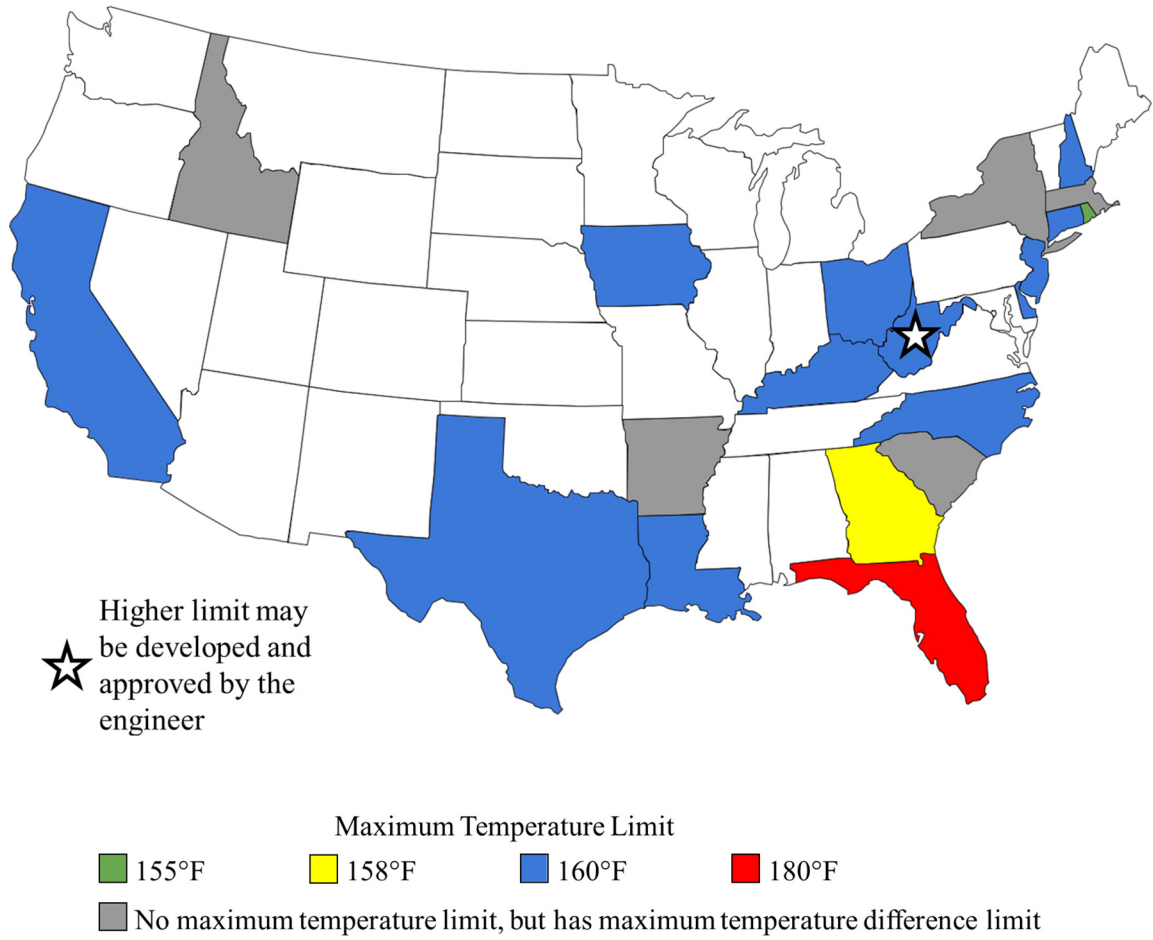 Higher limit may
be developed and
approved by the
engineer
Maximum Temperature Limit
155°F 158°F 160°F 180°F
No maximum temperature limit, but has maximum temperature difference limit